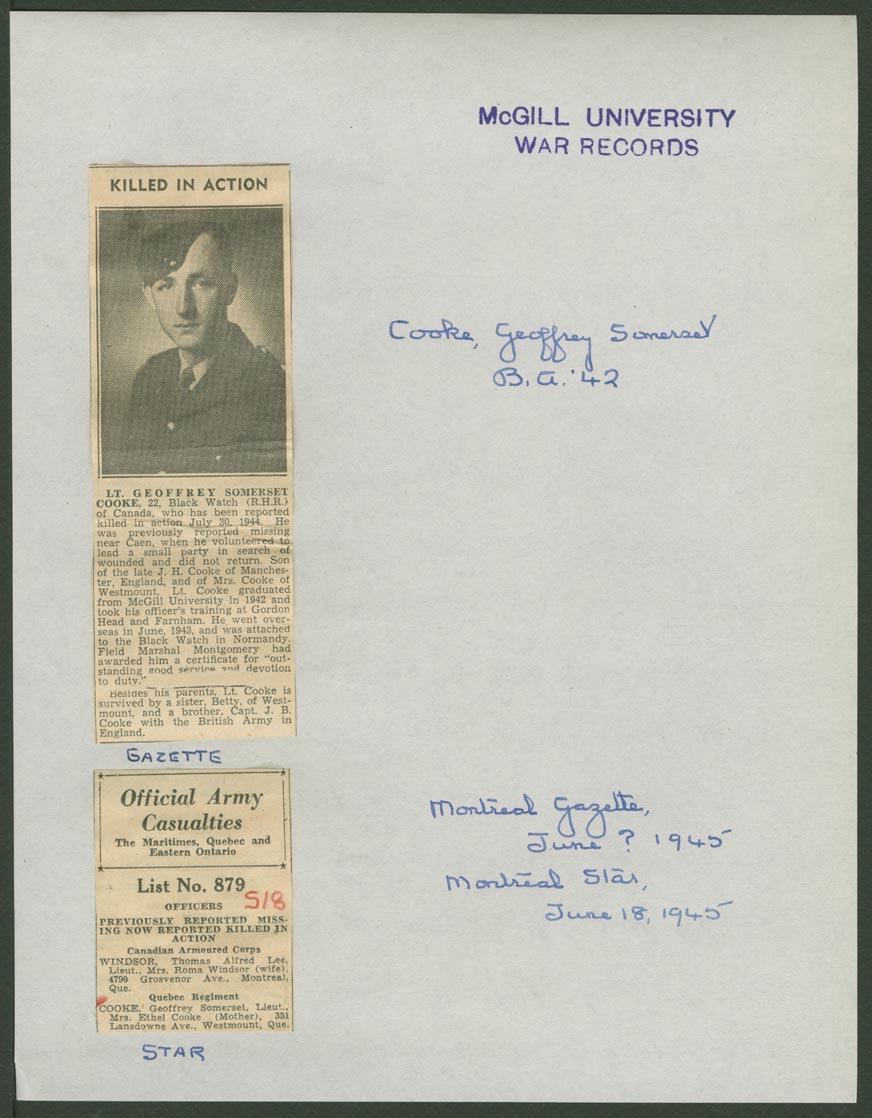 McGILL UNIVERSITY
WAR RECORDS
KILLED IN ACTION
Cooke, Geoffrey Somerset
B.A. '42
LT. GEOFFREY SOMERSET
COOKE, 22, Black Watch (R.H.R.)
of Canada, who has been reported
killed in action July 30, 1944. He
was previously reported missing
near Caen, when he volunteered to
lead a small party in search of
wounded and did not return. Son
of the late J. H. Cooke of Manches-
ter, England, and of Mrs. Cooke of
Westmount, Lt. Cooke graduated
from McGill University in 1942 and
took his officer's training at Gordon
Head and Farnham. He went over-
seas in June, 1943, and was attached
to the Black Watch in Normandy.
Field Marshal Montgomery had
awarded him a certificate for "out-
standing good service and devotion
to duty."
Besides his parents, Lt. Cooke is
survived by a sister, Betty, of West-
mount, and a brother, Capt. J. B.
Cooke with the British Army in
England.
GAZETTE
Official Army
Casualties
The Maritimes, Quebec and
Eastern Ontario
List No. 879
S/8
OFFICERS
PREVIOUSLY REPORTED MISS-
ING NOW REPORTED KILLED IN
ACTION
Canadian Armoured Corps
WINDSOR, Thomas Alfred Lee,
Lieut., Mrs. Roma Windsor (wife),
4799 Grosvenor Ave., Montreal,
Que.
Quebec Regiment
COOKE, Geoffrey Somerset, Lieut.,
Mrs. Ethel Cooke (Mother), 351
Lansdowne Ave., Westmount, Que.
STAR
Montreal Gazette,
June ? 1945
Montreal Star,
June 18, 1945